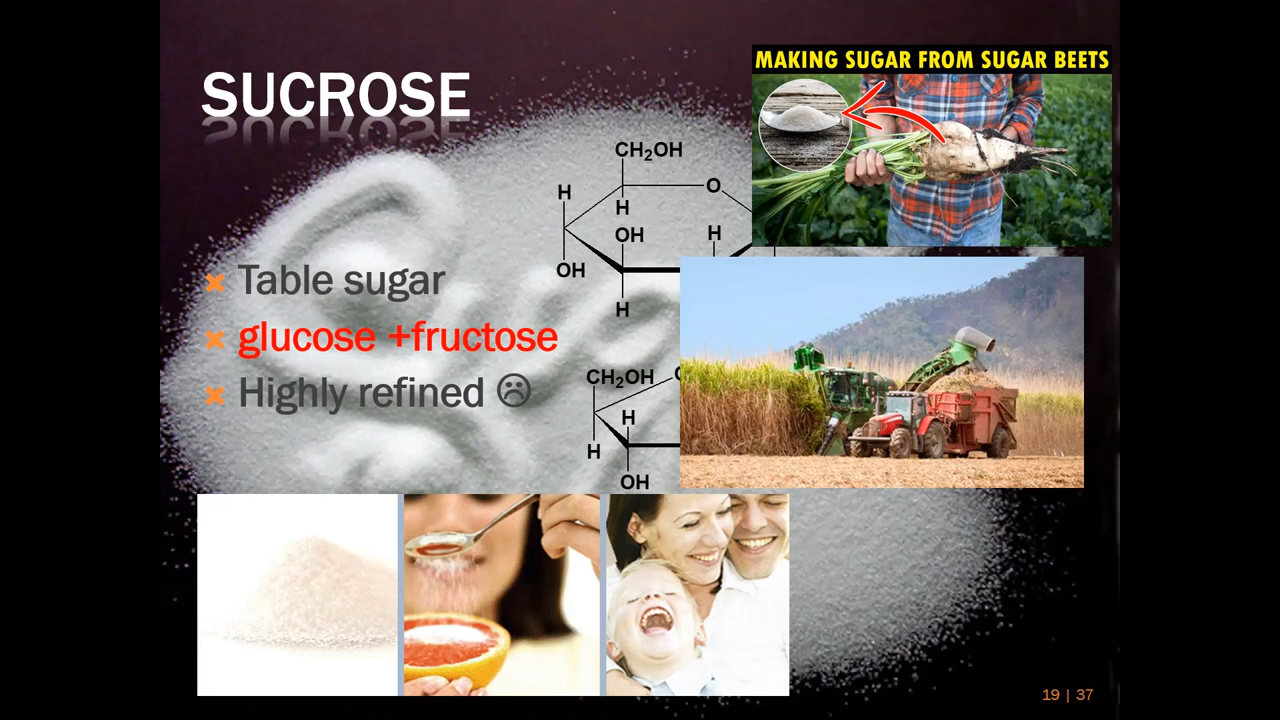 SUCROSE
MAKING SUGAR FROM SUGAR BEETS
CH₂OH
O
H
H
OH
H
OH
H
Table sugar
glucose +fructose
Highly refined ☹
CH₂OH
H
H
OH
19 | 37